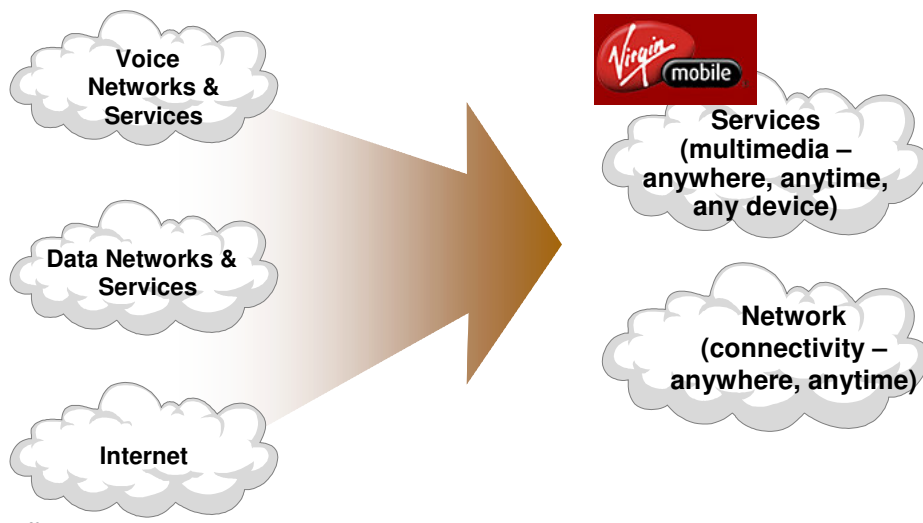 Voice
Networks &
Services
Data Networks &
Services
Internet
Virgin
mobile
Services
(multimedia –
anywhere, anytime,
any device)
Network
(connectivity –
anywhere, anytime)